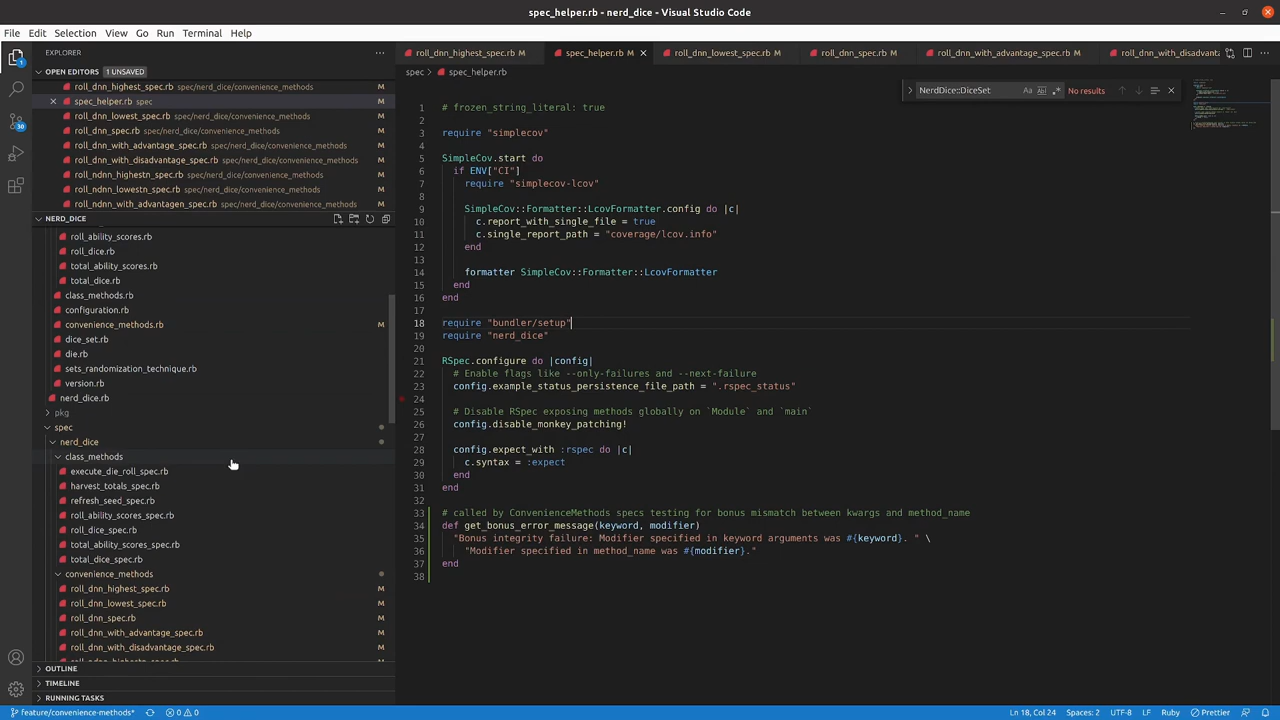 spec_helper.rb - nerd_dice - Visual Studio Code
File Edit Selection View Go Run Terminal Help
EXPLORER
OPEN EDITORS 1 UNSAVED
roll_dnn_highest_spec.rb spec/nerd_dice/convenience_methods
spec_helper.rb spec
roll_dnn_lowest_spec.rb spec/nerd_dice/convenience_methods
roll_dnn_spec.rb spec/nerd_dice/convenience_methods
roll_dnn_with_advantage_spec.rb spec/nerd_dice/convenience_methods
roll_dnn_with_disadvantage_spec.rb spec/nerd_dice/convenience_methods
roll_ndnn_highestn_spec.rb spec/nerd_dice/convenience_methods
roll_ndnn_lowestn_spec.rb spec/nerd_dice/convenience_methods
roll_ndnn_with_advantagen_spec.rb spec/nerd_dice/convenience_methods
NERD_DICE
roll_ability_scores.rb
roll_dice.rb
total_ability_scores.rb
total_dice.rb
class_methods.rb
configuration.rb
convenience_methods.rb M
dice_set.rb
die.rb
sets_randomization_technique.rb
version.rb
nerd_dice.rb
pkg
spec
nerd_dice
class_methods
execute_die_roll_spec.rb
harvest_totals_spec.rb
refresh_seed_spec.rb
roll_ability_scores_spec.rb
roll_dice_spec.rb
total_ability_scores_spec.rb
total_dice_spec.rb
convenience_methods
roll_dnn_highest_spec.rb M
roll_dnn_lowest_spec.rb M
roll_dnn_spec.rb M
roll_dnn_with_advantage_spec.rb M
roll_dnn_with_disadvantage_spec.rb M
roll_ndnn_highestn_spec.rb M
OUTLINE
TIMELINE
RUNNING TASKS
1
30
roll_dnn_highest_spec.rb M spec_helper.rb M roll_dnn_lowest_spec.rb M roll_dnn_spec.rb M roll_dnn_with_advantage_spec.rb M roll_dnn_with_disadvant
spec > spec_helper.rb
NerdDice::DiceSet Aa Ab No results
1 # frozen_string_literal: true
2
3 require "simplecov"
4
5 SimpleCov.start do
6 if ENV["CI"]
7 require "simplecov-lcov"
8
9 SimpleCov::Formatter::LcovFormatter.config do |c|
10 c.report_with_single_file = true
11 c.single_report_path = "coverage/lcov.info"
12 end
13
14 formatter SimpleCov::Formatter::LcovFormatter
15 end
16 end
17
18 require "bundler/setup"
19 require "nerd_dice"
20
21 RSpec.configure do |config|
22 # Enable flags like --only-failures and --next-failure
23 config.example_status_persistence_file_path = ".rspec_status"
24
25 # Disable RSpec exposing methods globally on `Module` and `main`
26 config.disable_monkey_patching!
27
28 config.expect_with :rspec do |c|
29 c.syntax = :expect
30 end
31 end
32
33 # called by ConvenienceMethods specs testing for bonus mismatch between kwargs and method_name
34 def get_bonus_error_message(keyword, modifier)
35 "Bonus integrity failure: Modifier specified in keyword arguments was #{keyword}. " \
36 "Modifier specified in method_name was #{modifier}."
37 end
38
feature/convenience-methods* 0 0 Ln 18, Col 24 Spaces: 2 UTF-8 LF Ruby Prettier